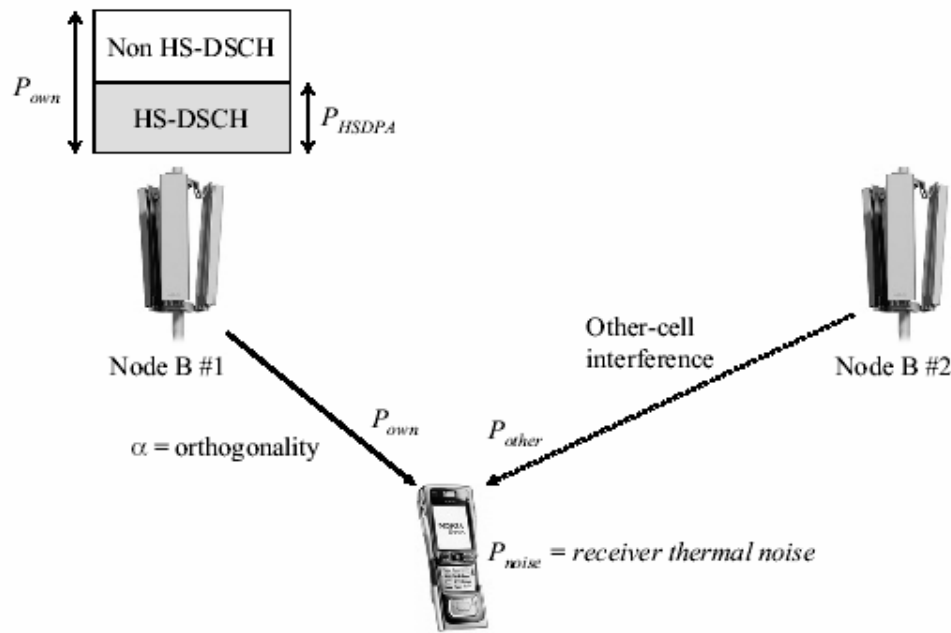 Non HS-DSCH
P_own
HS-DSCH
P_HSDPA
Node B #1
Other-cell
interference
Node B #2
P_own
P_other
α = orthogonality
NOKIA
P_noise = receiver thermal noise